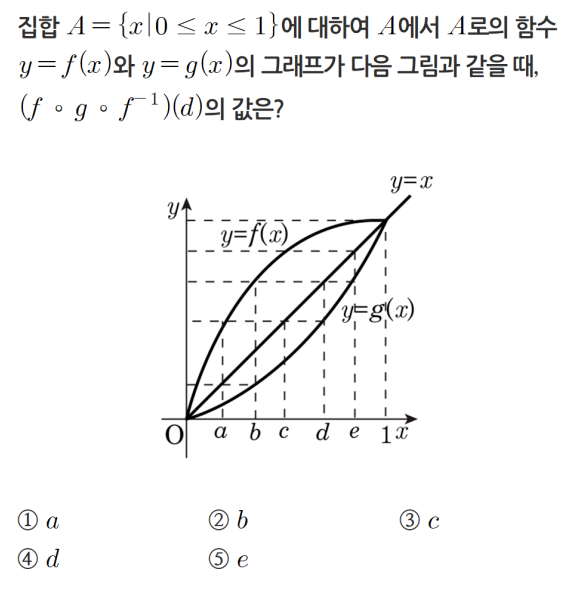 집합 A={x|0 ≤ x ≤ 1}에 대하여 A에서 A로의 함수
y=f(x)와 y=g(x)의 그래프가 다음 그림과 같을 때,
(f ∘ g ∘ f⁻¹)(d)의 값은?
y=x
y
y=f(x)
y=g(x)
O a b c d e 1 x
① a ② b ③ c
④ d ⑤ e